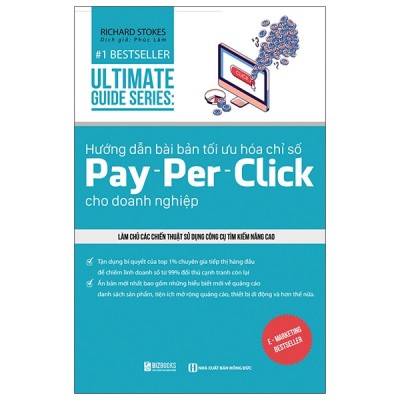 RICHARD STOKES
Dịch giả: Phúc Lâm
#1 BESTSELLER
ULTIMATE
GUIDE SERIES:
CLICK
Hướng dẫn bài bản tối ưu hóa chỉ số
Pay-Per-Click
cho doanh nghiệp
LÀM CHỦ CÁC CHIẾN THUẬT SỬ DỤNG CÔNG CỤ TÌM KIẾM NÂNG CAO
Tận dụng bí quyết của top 1% chuyên gia tiếp thị hàng đầu
để chiếm lĩnh doanh số từ 99% đối thủ cạnh tranh còn lại
Ấn bản mới nhất bao gồm những hiểu biết mới về quảng cáo
danh sách sản phẩm, tiện ích mở rộng quảng cáo, thiết bị di động và hơn thế nữa.
E - MARKETING
BESTSELLER
BIZBOOKS
NHÀ XUẤT BẢN HỒNG ĐỨC